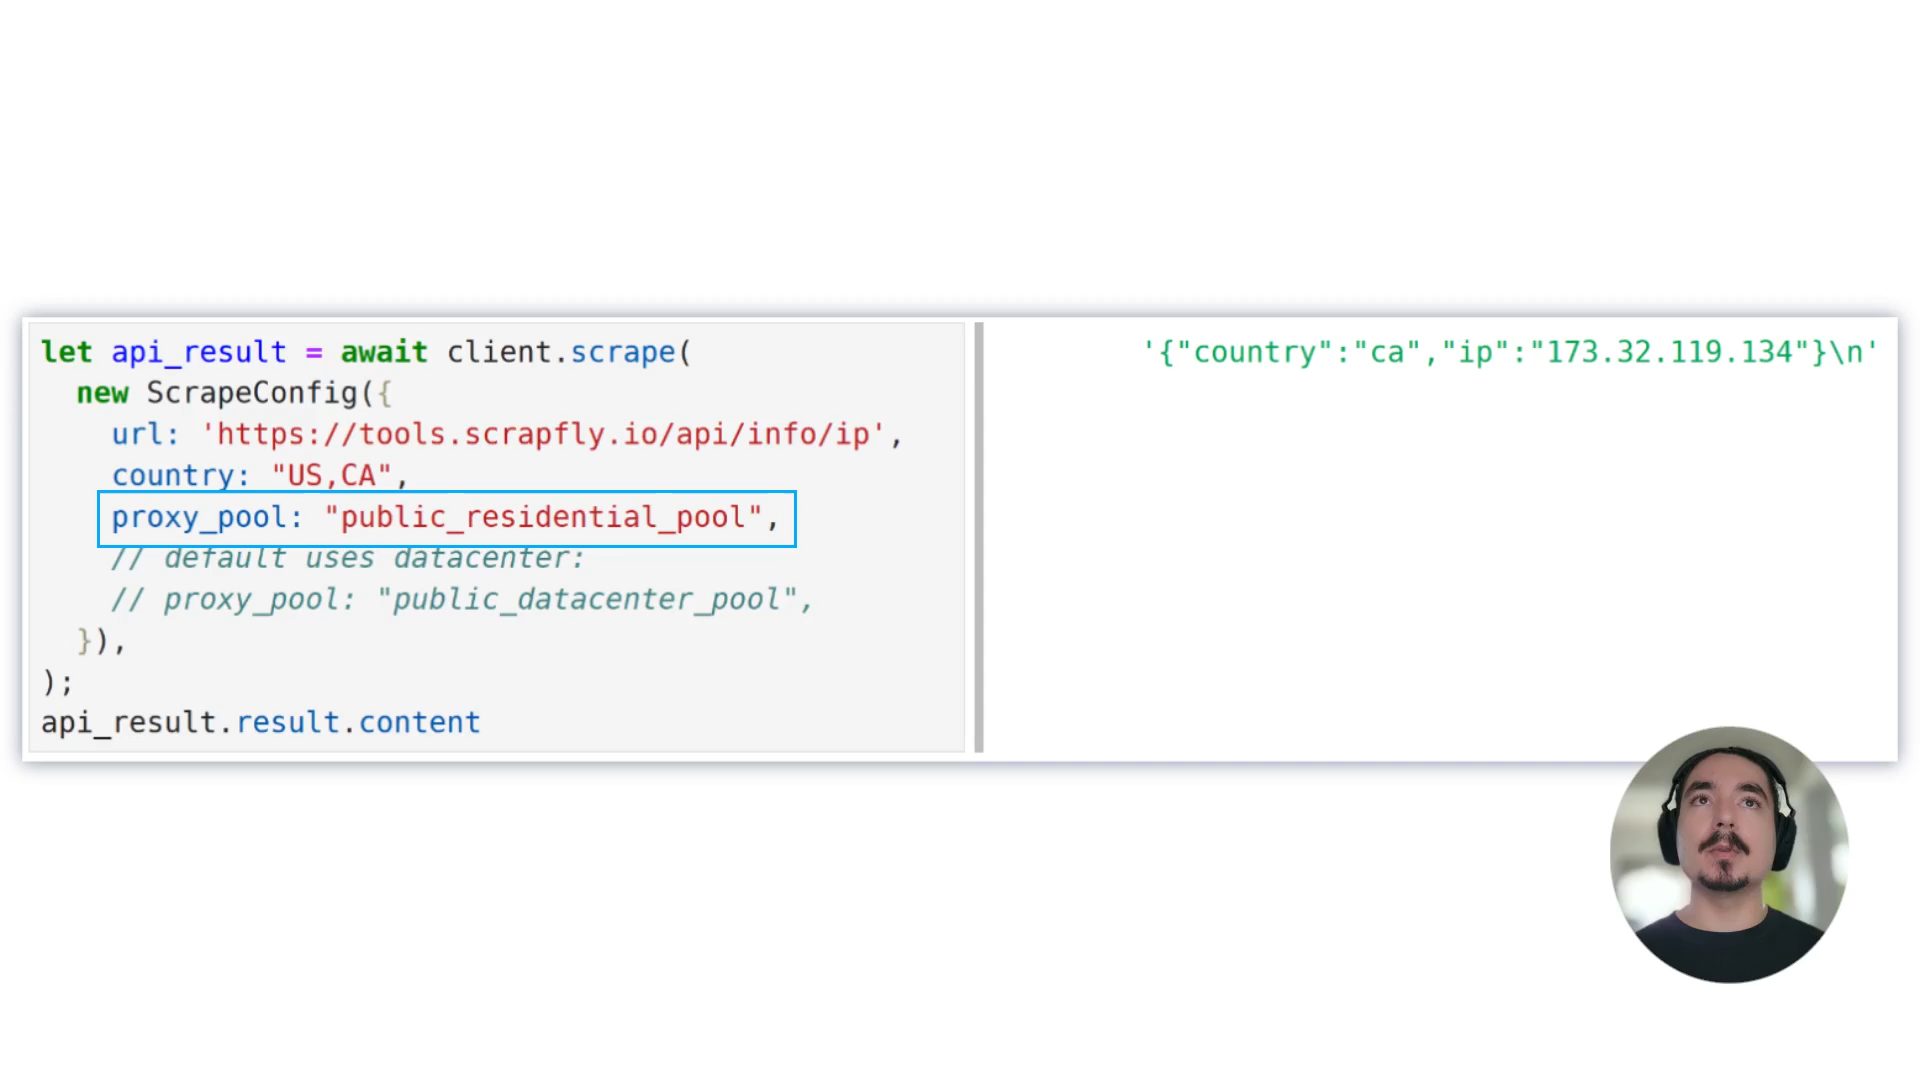 let api_result = await client.scrape(
new ScrapeConfig({
url: 'https://tools.scrapfly.io/api/info/ip',
country: "US,CA",
proxy_pool: "public_residential_pool",
// default uses datacenter:
// proxy_pool: "public_datacenter_pool",
}),
);
api_result.result.content
'{"country":"ca","ip":"173.32.119.134"}\n'